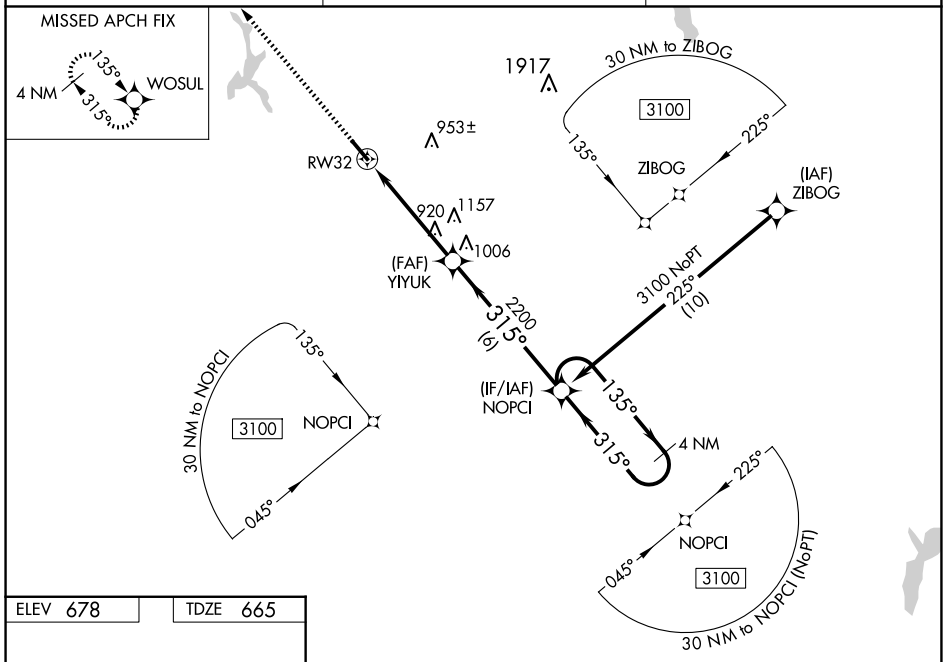 MISSED APCH FIX
135°
4 NM
WOSUL
315°
1917
30 NM to ZIBOG
3100
135°
225°
ZIBOG
953±
RW32
(IAF)
ZIBOG
920
1157
1006
(FAF)
YIYUK
3100 NoPT
225°
(10)
2200
315°
(6)
135°
30 NM to NOPCI
3100
NOPCI
045°
(IF/IAF)
NOPCI
135°
315°
4 NM
225°
045°
NOPCI
3100
30 NM to NOPCI (NoPT)
ELEV 678
TDZE 665